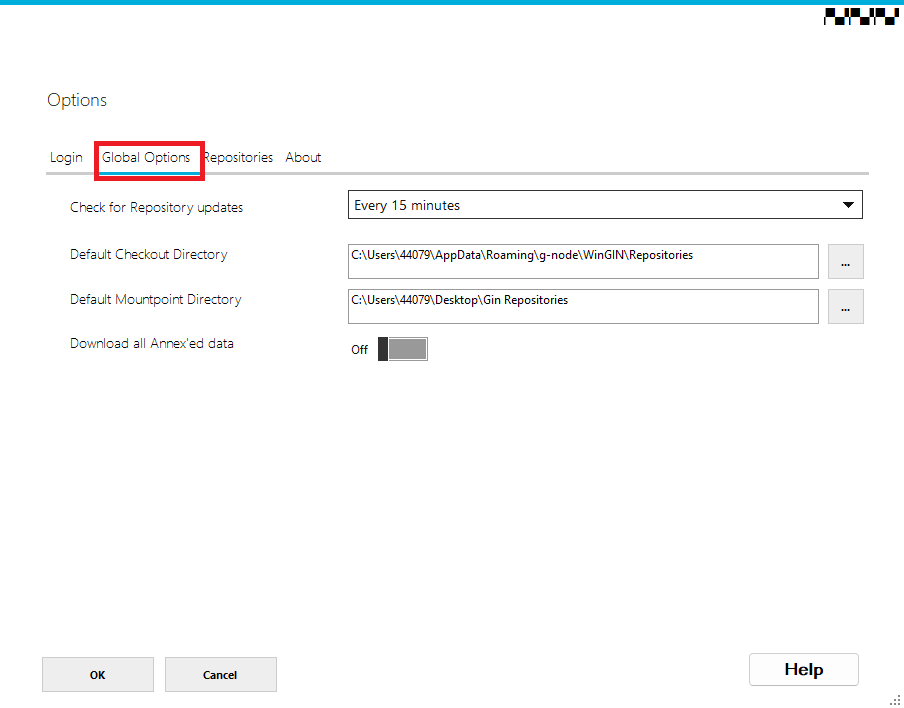 Options
Login Global Options Repositories About
Check for Repository updates Every 15 minutes
Default Checkout Directory C:\Users\44079\AppData\Roaming\g-node\WinGIN\Repositories ...
Default Mountpoint Directory C:\Users\44079\Desktop\Gin Repositories ...
Download all Annex'ed data Off
OK Cancel Help